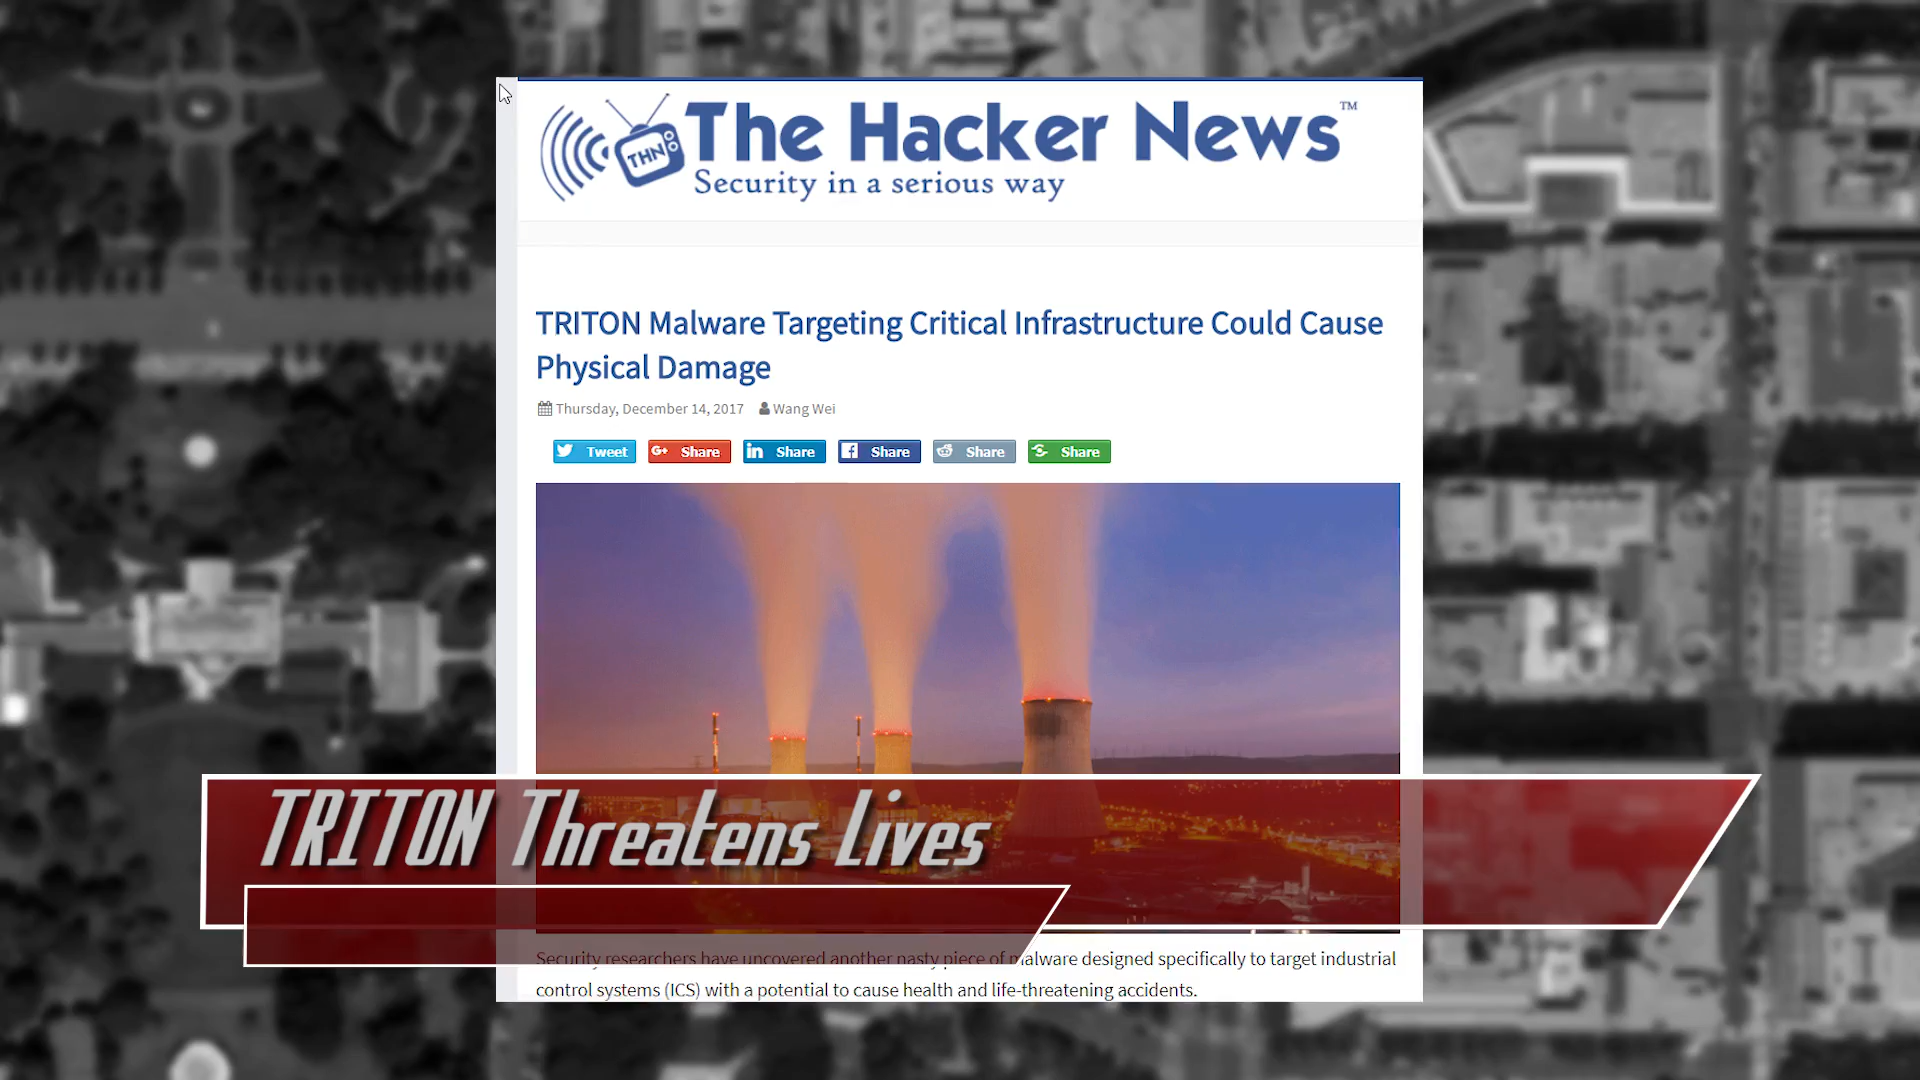 The Hacker News™
THN
Security in a serious way
TRITON Malware Targeting Critical Infrastructure Could Cause
Physical Damage
Thursday, December 14, 2017 Wang Wei
Tweet Share Share Share Share Share
TRITON Threatens Lives
Security researchers have uncovered another nasty piece of malware designed specifically to target industrial
control systems (ICS) with a potential to cause health and life-threatening accidents.